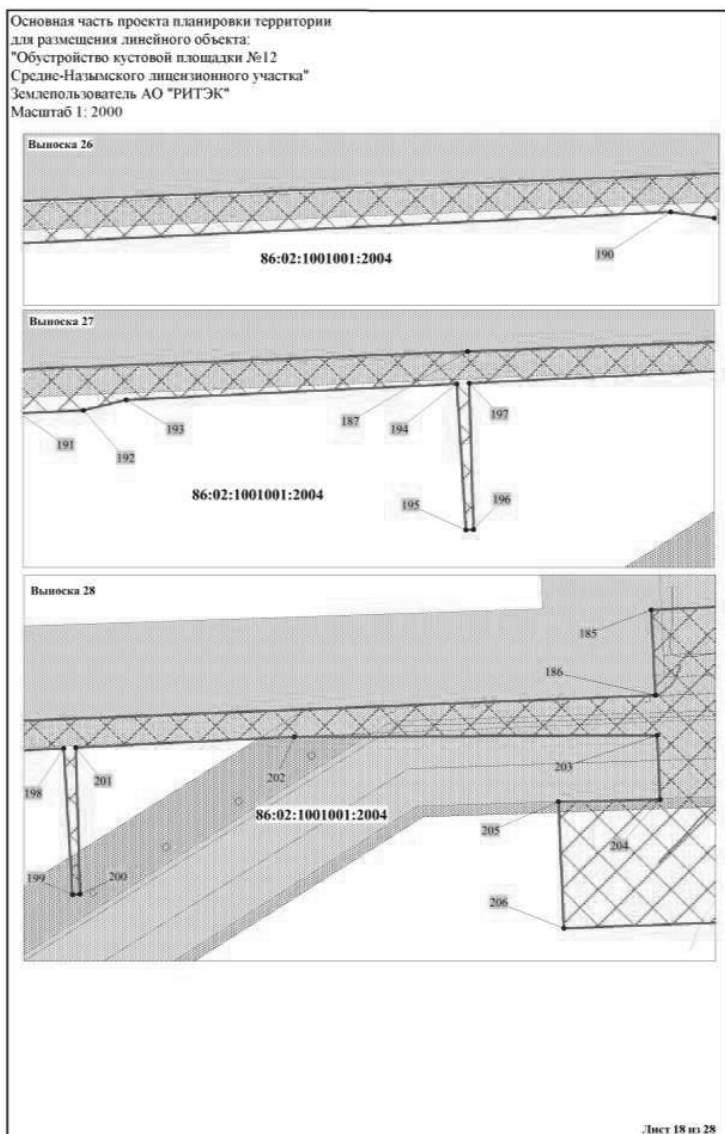 Основная часть проекта планировки территории
для размещения линейного объекта:
"Обустройство кустовой площадки №12
Средне-Назымского лицензионного участка"
Землепользователь АО "РИТЭК"
Масштаб 1: 2000
Выноска 26
86:02:1001001:2004
190
Выноска 27
187
197
193
194
191
192
86:02:1001001:2004
195
196
Выноска 28
185
186
202
203
198
201
86:02:1001001:2004
205
204
199
200
206
Лист 18 из 28